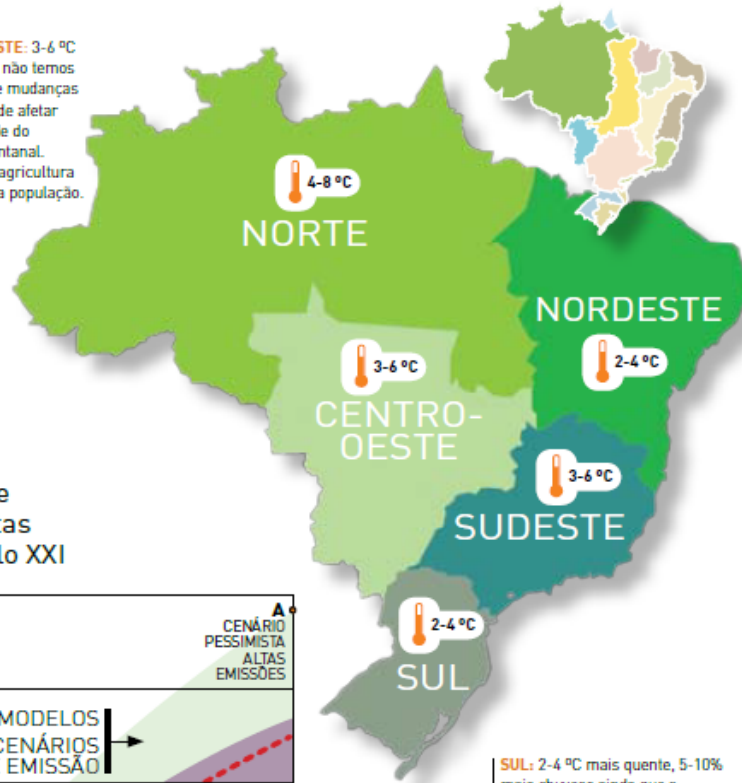 STE: 3-6 ºC
não temos
e mudanças
de afetar
e do
ntanal.
agricultura
a população.
4-8 ºC
NORTE
NORDESTE
2-4 ºC
3-6 ºC
CENTRO-
OESTE
3-6 ºC
SUDESTE
2-4 ºC
SUL
e
tas
lo XXI
A
CENÁRIO
PESSIMISTA
ALTAS
EMISSÕES
MODELOS
CENÁRIOS
EMISSÃO
SUL: 2-4 ºC mais quente, 5-10%